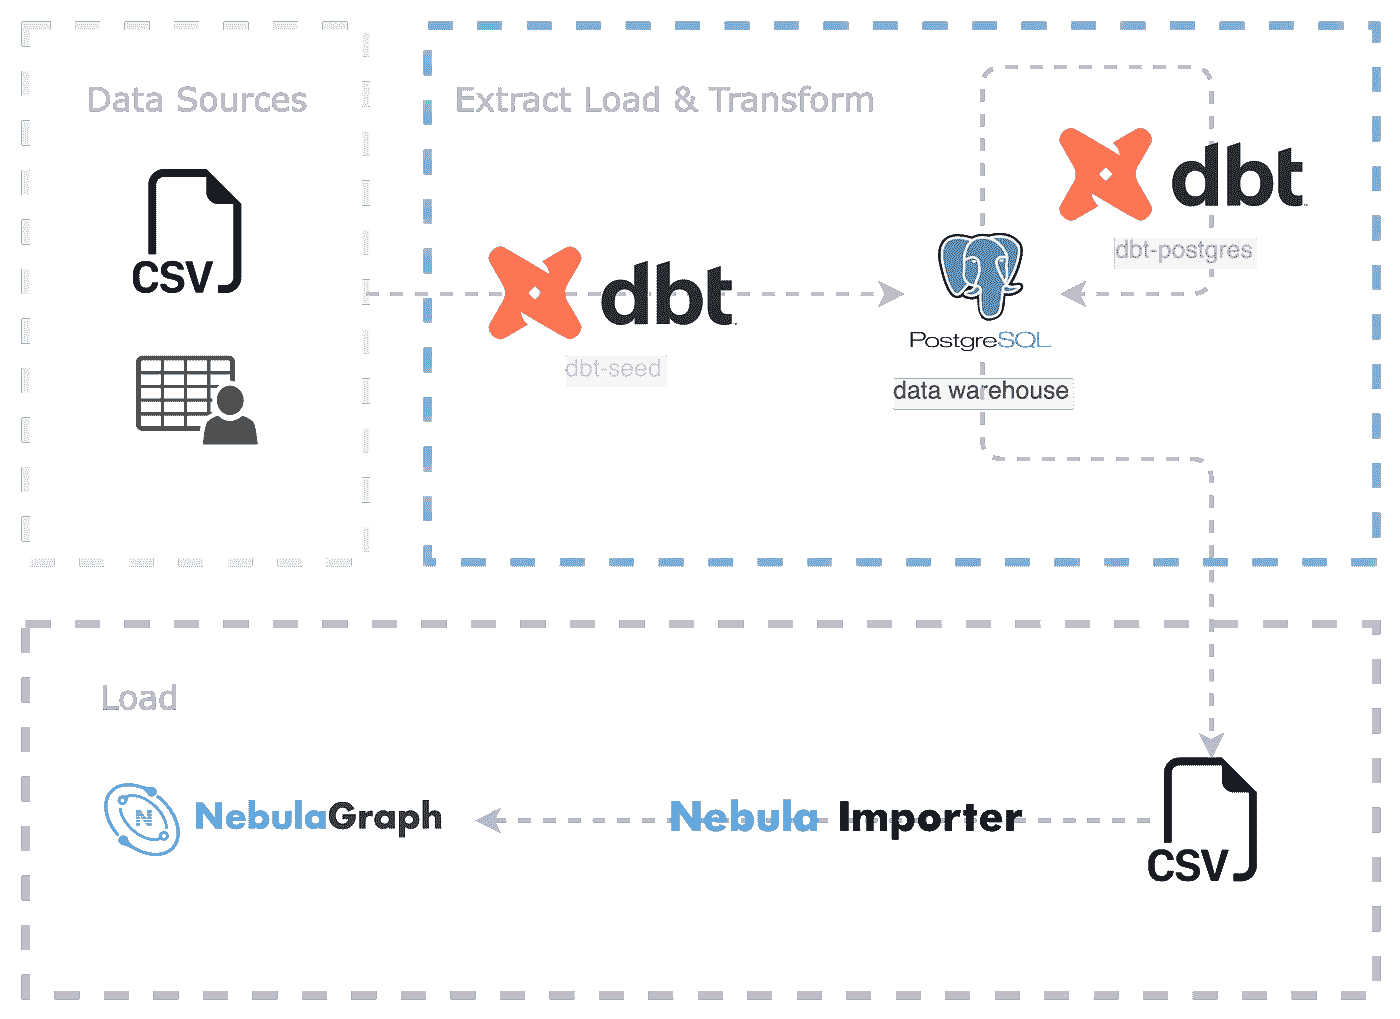 Data Sources
CSV
Extract Load & Transform
dbt
dbt-seed
dbt
dbt-postgres
PostgreSQL
data warehouse
Load
N NebulaGraph
Nebula Importer
CSV